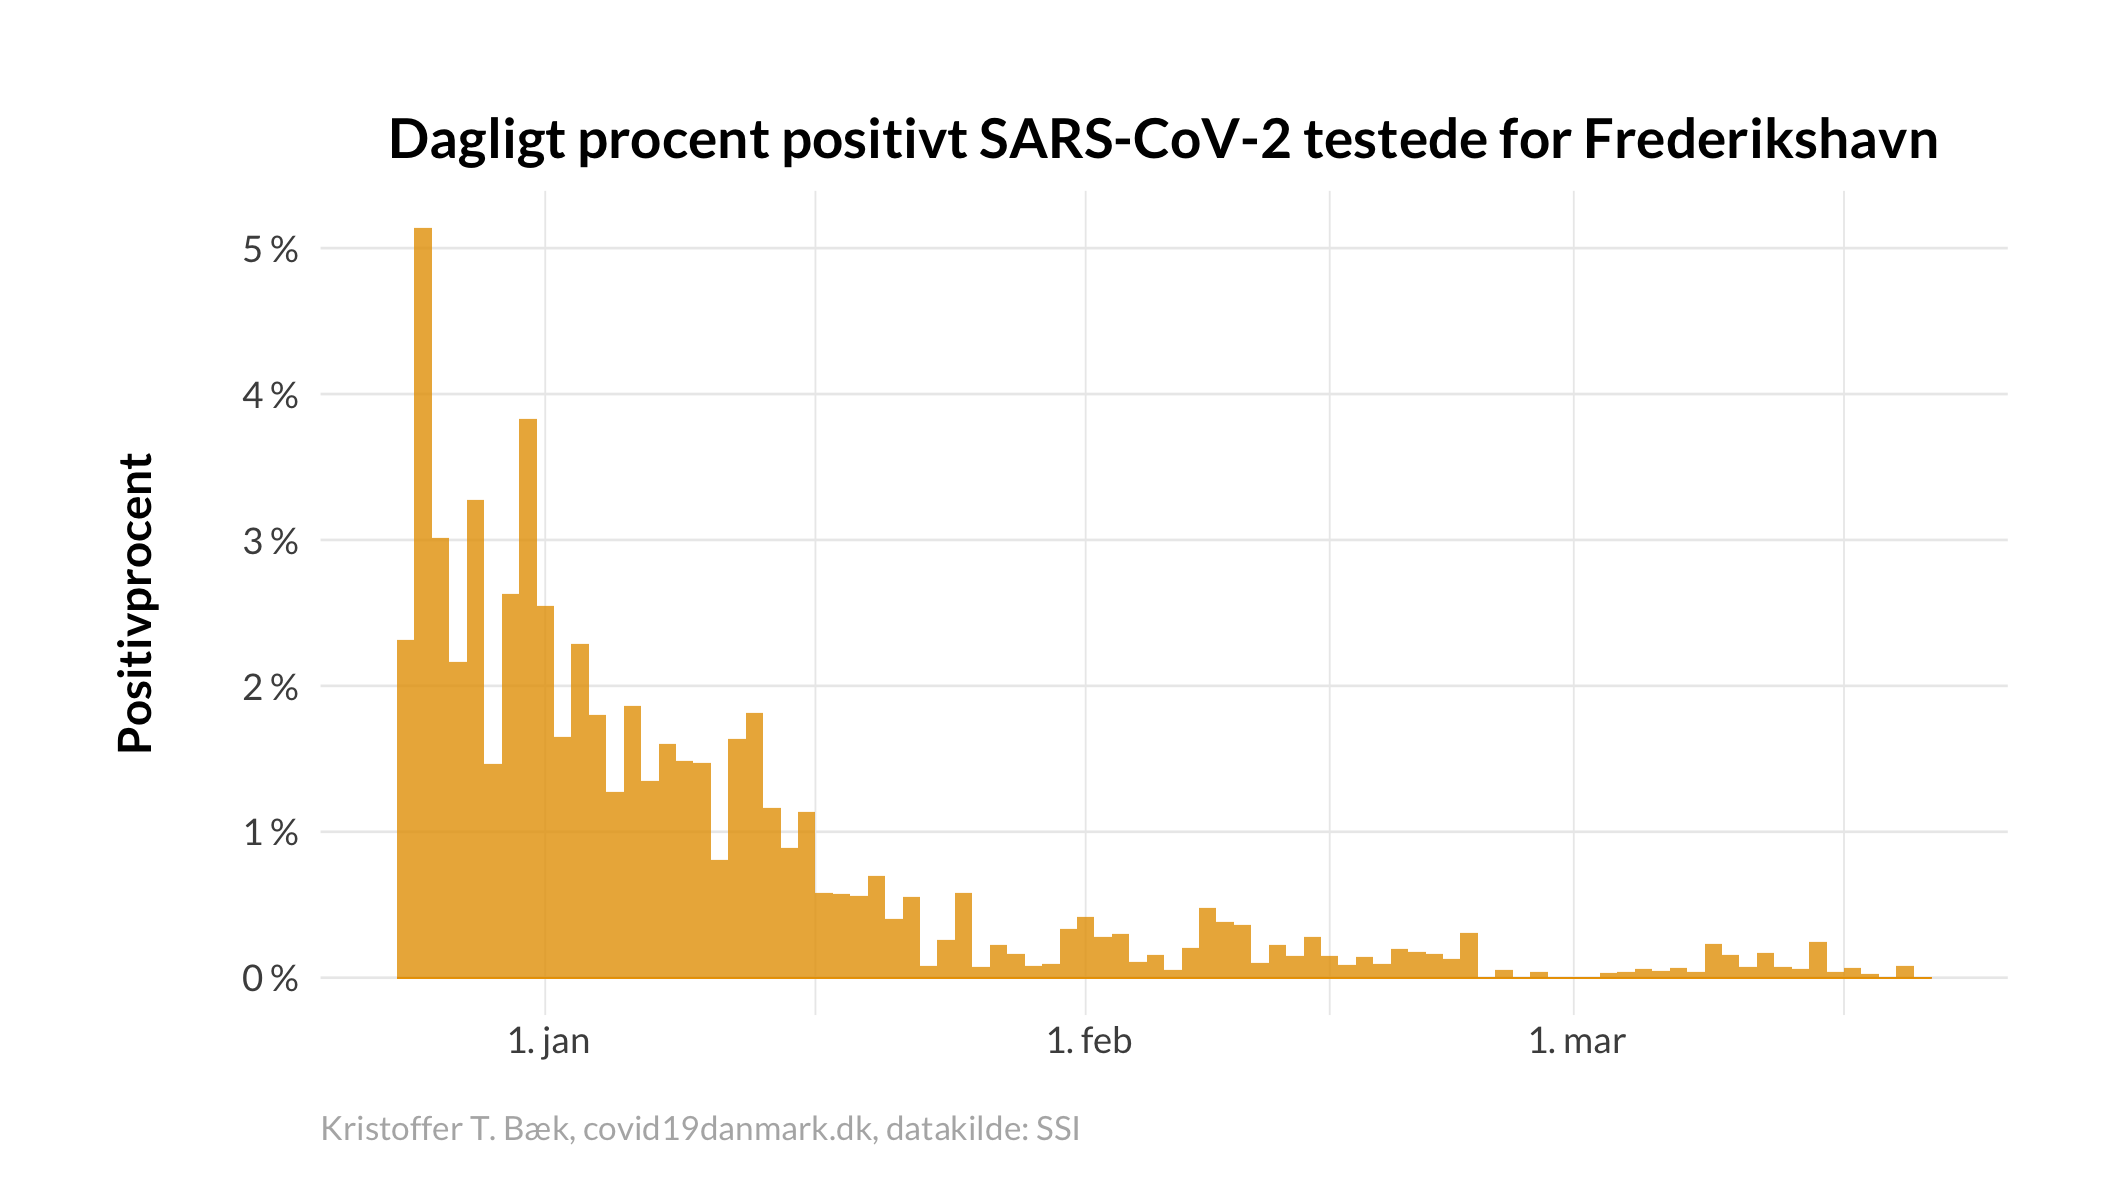 Dagligt procent positivt SARS-CoV-2 testede for Frederikshavn
Positivprocent
5 %
4 %
3 %
2 %
1 %
0 %
1. jan
1. feb
1. mar
Kristoffer T. Bæk, covid19danmark.dk, datakilde: SSI